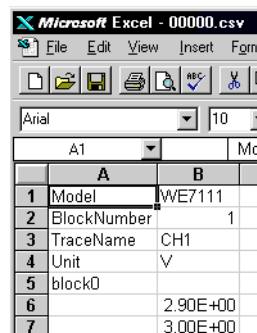 Microsoft Excel - 00000.csv
File Edit View Insert
ABC
Arial 10
A1
A B
1 Model WE7111
2 BlockNumber 1
3 TraceName CH1
4 Unit V
5 block0
6 2.90E+00
7 3.00E+00